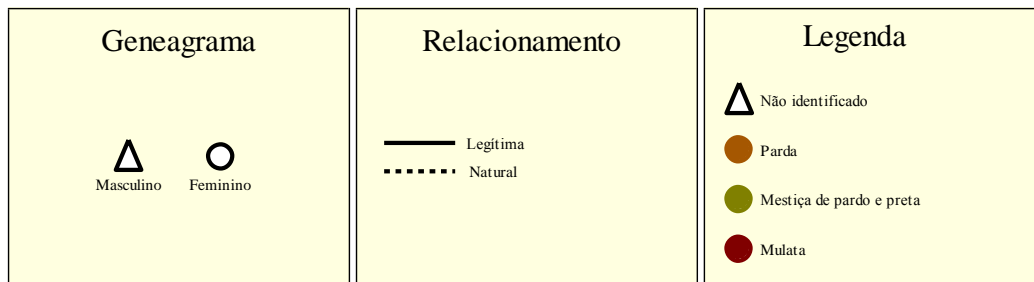 Geneagrama
Masculino
Feminino
Relacionamento
Legítima
Natural
Legenda
Não identificado
Parda
Mestiça de pardo e preta
Mulata